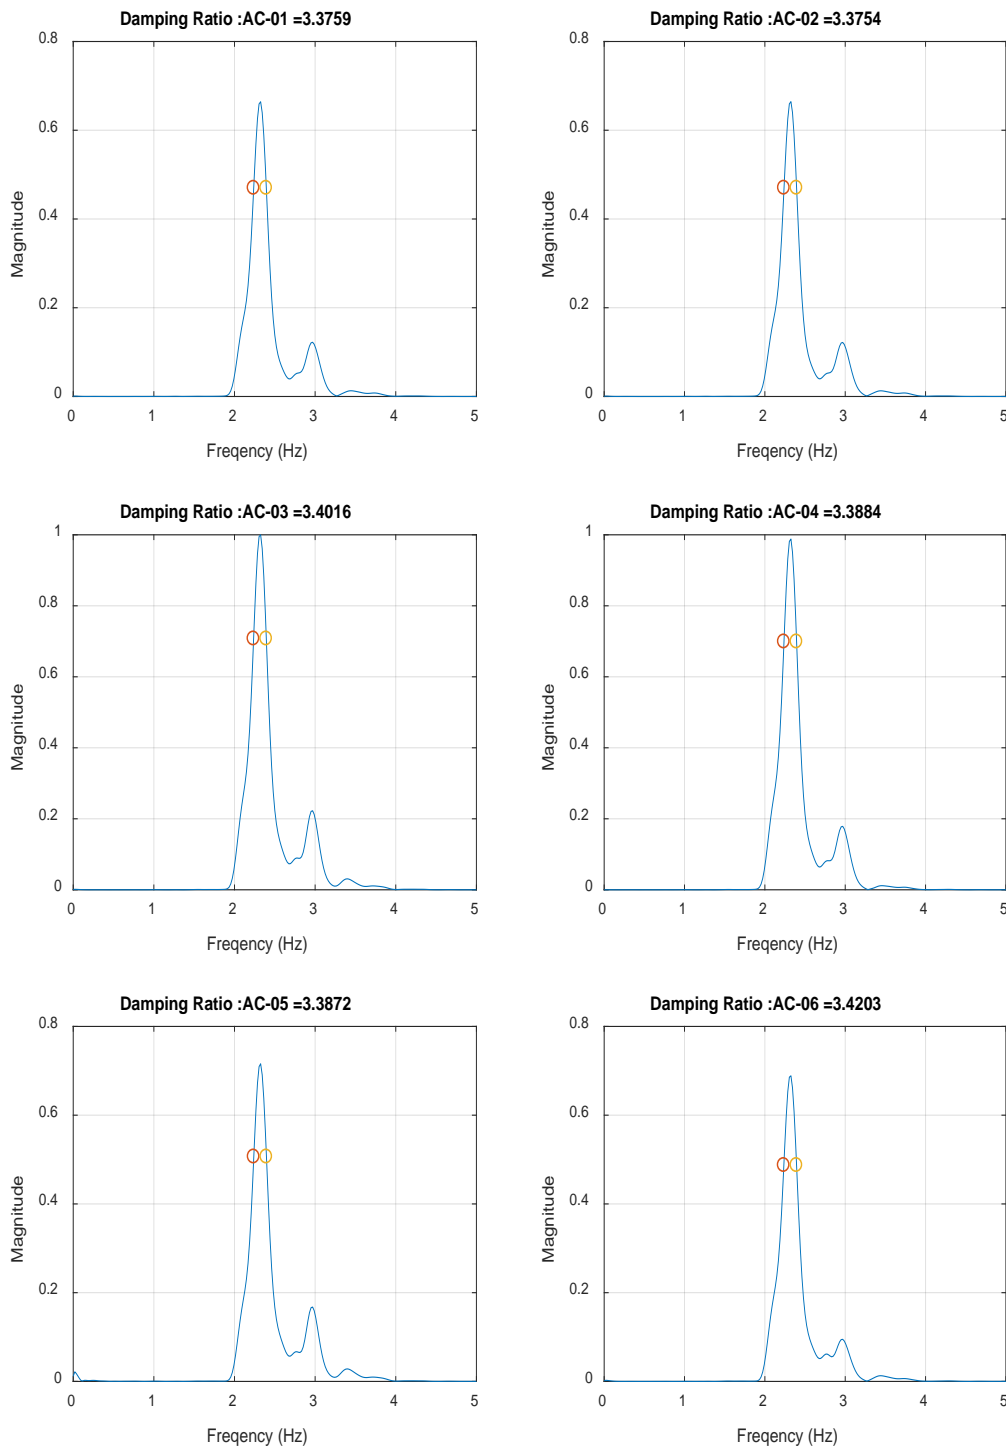 Damping Ratio :AC-01 =3.3759
0.8
0.6
0.4
0.2
0
0 1 2 3 4 5
Magnitude
Freqency (Hz)
Damping Ratio :AC-02 =3.3754
0.8
0.6
0.4
0.2
0
0 1 2 3 4 5
Magnitude
Freqency (Hz)
Damping Ratio :AC-03 =3.4016
1
0.8
0.6
0.4
0.2
0
0 1 2 3 4 5
Magnitude
Freqency (Hz)
Damping Ratio :AC-04 =3.3884
1
0.8
0.6
0.4
0.2
0
0 1 2 3 4 5
Magnitude
Freqency (Hz)
Damping Ratio :AC-05 =3.3872
0.8
0.6
0.4
0.2
0
0 1 2 3 4 5
Magnitude
Freqency (Hz)
Damping Ratio :AC-06 =3.4203
0.8
0.6
0.4
0.2
0
0 1 2 3 4 5
Magnitude
Freqency (Hz)